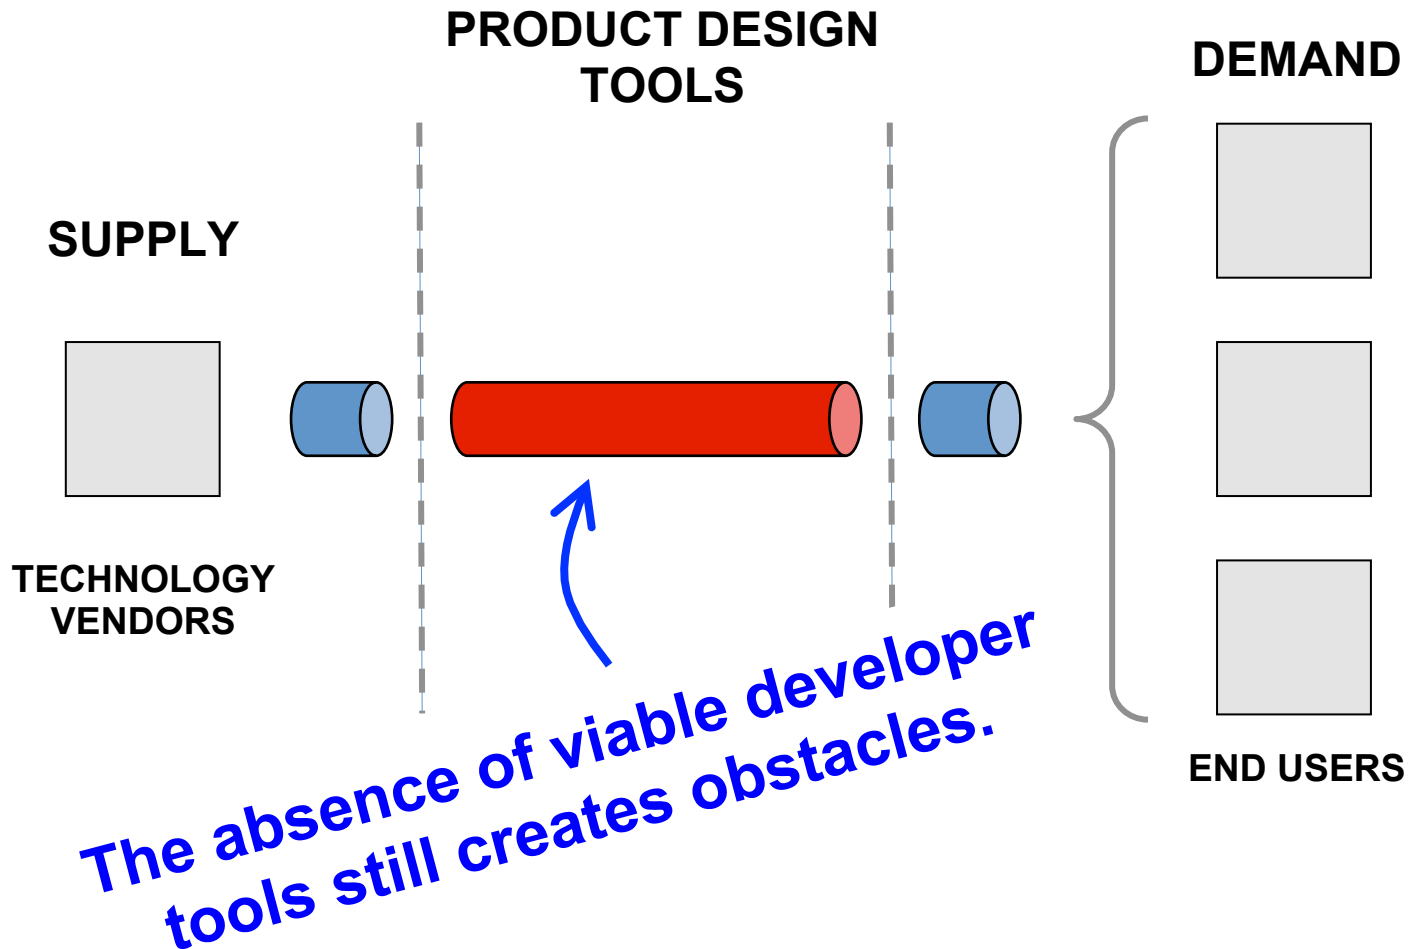 PRODUCT DESIGN
TOOLS
DEMAND
SUPPLY
TECHNOLOGY
VENDORS
The absence of viable developer
tools still creates obstacles.
END USERS